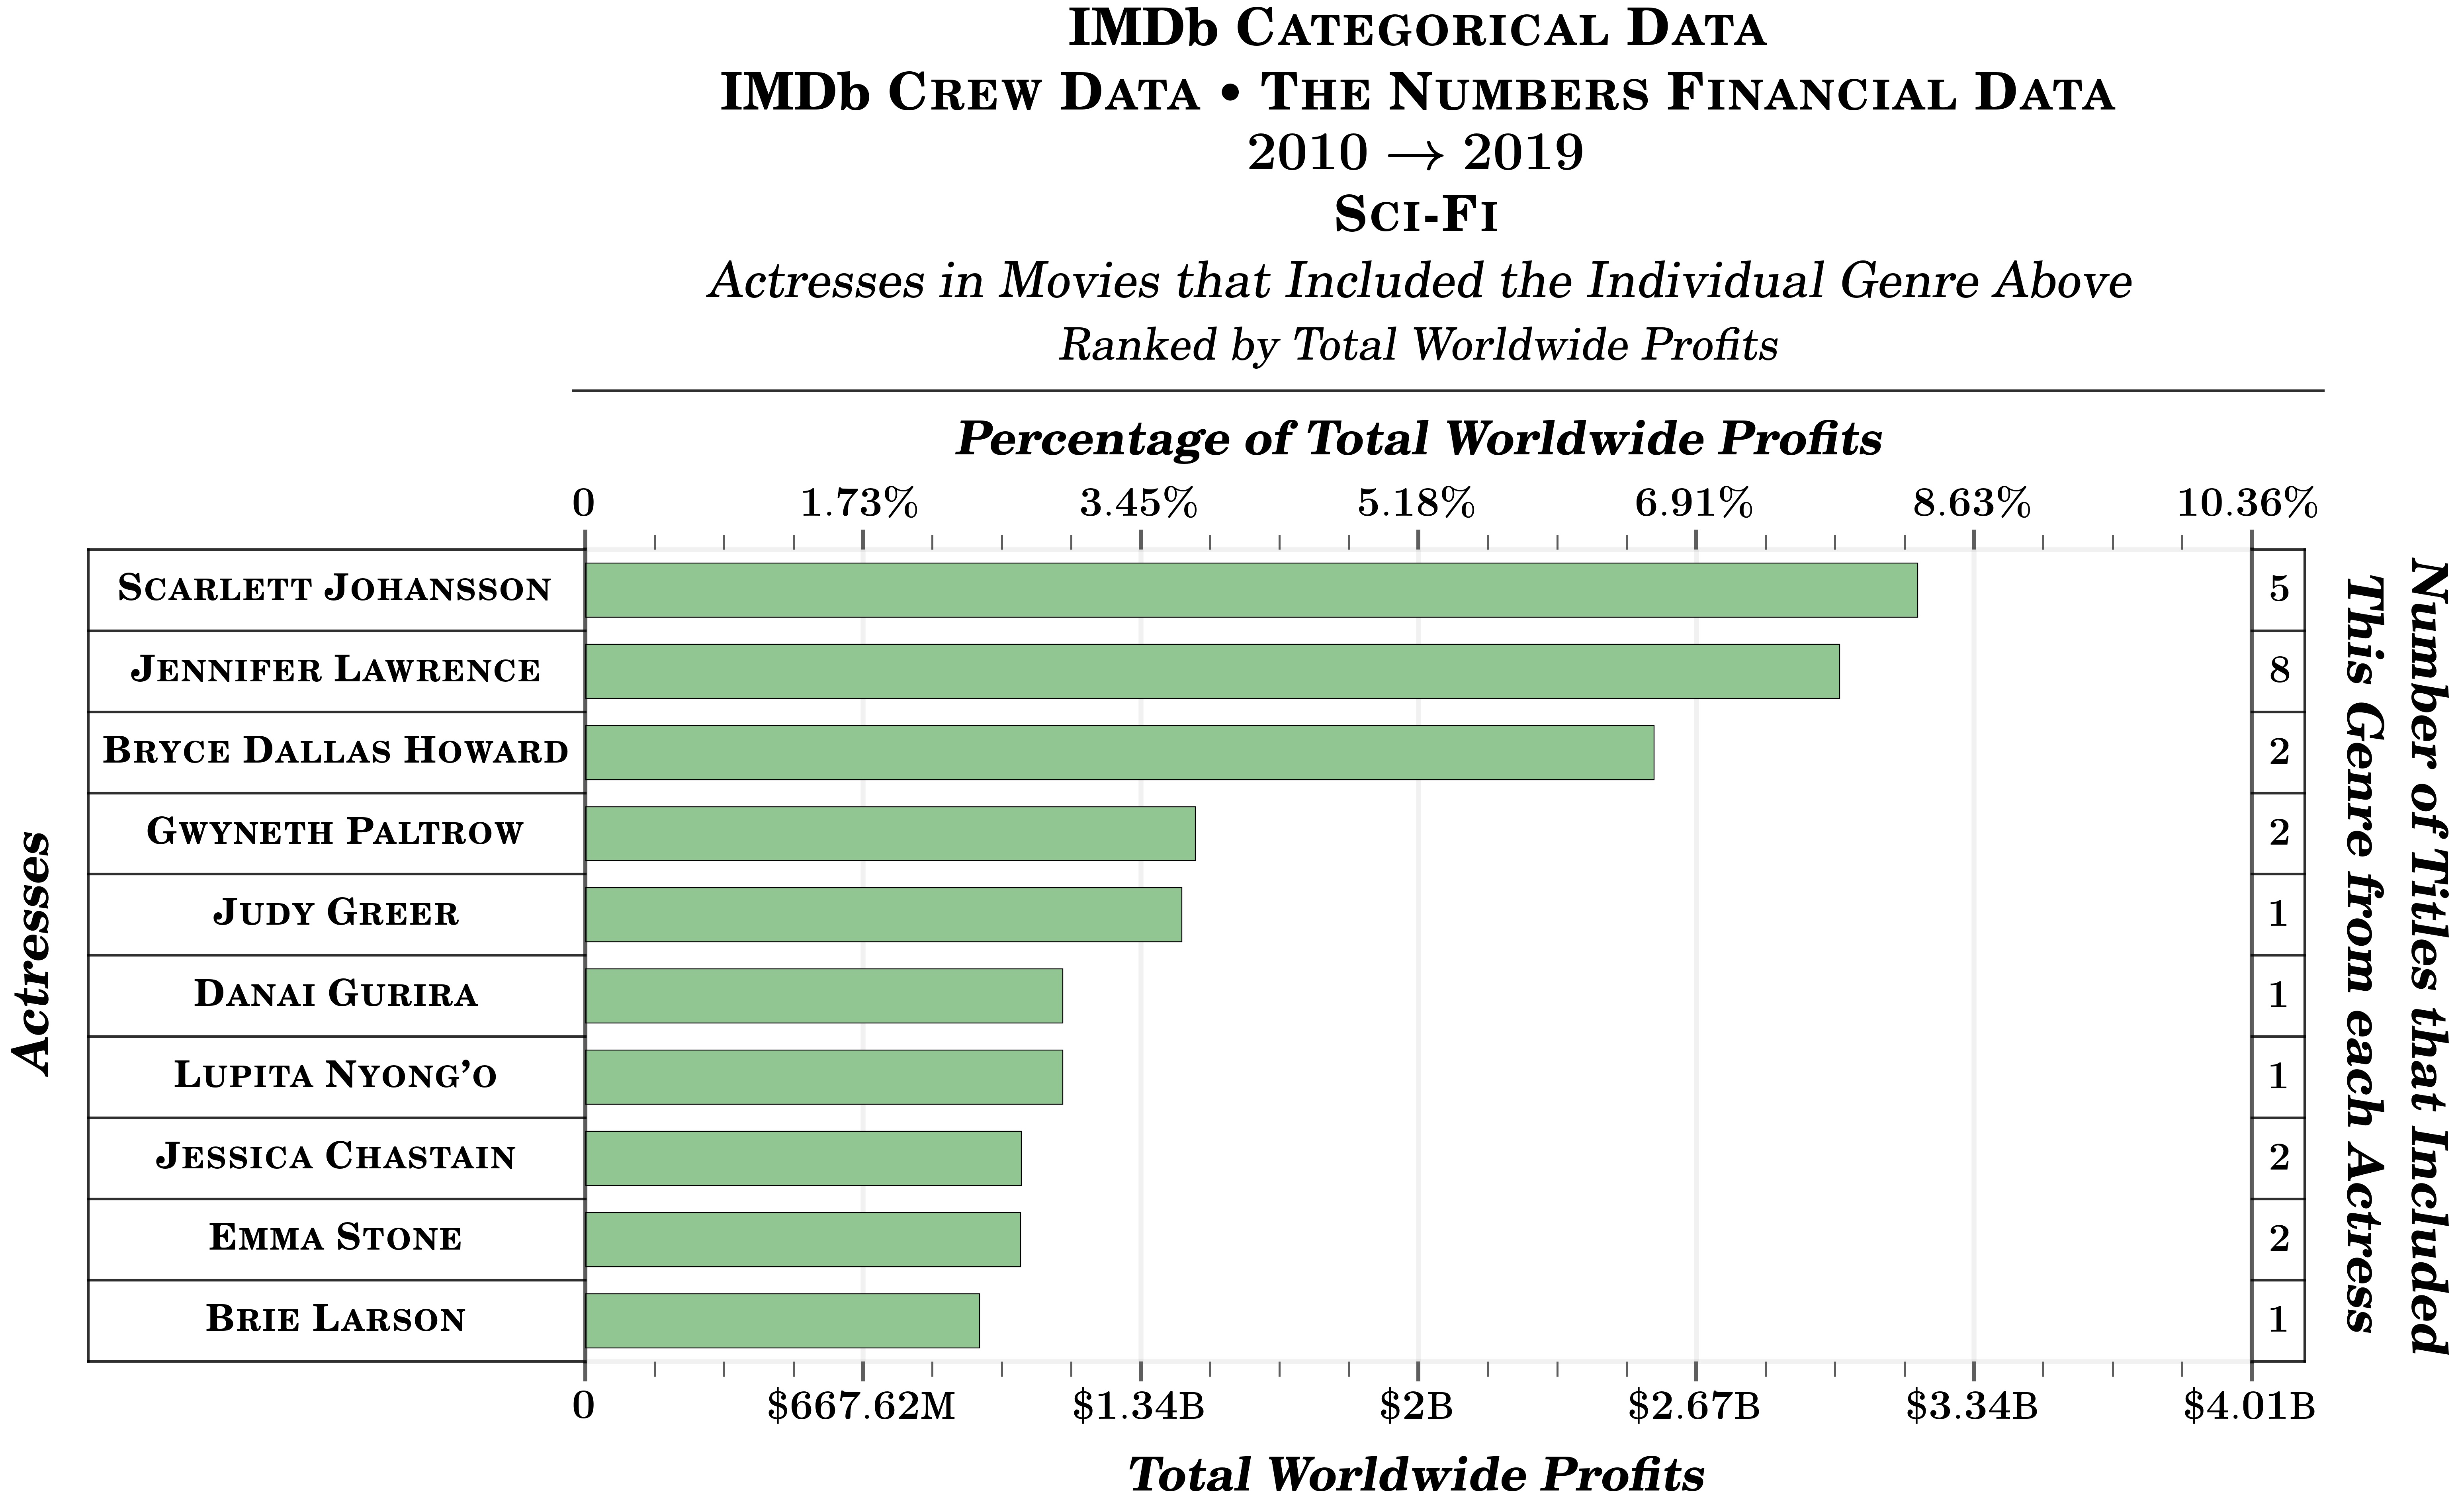 IMDb Categorical Data
IMDb Crew Data • The Numbers Financial Data
2010 → 2019
Sci-Fi
Actresses in Movies that Included the Individual Genre Above
Ranked by Total Worldwide Profits
Percentage of Total Worldwide Profits
0 1.73% 3.45% 5.18% 6.91% 8.63% 10.36%
Actresses
Scarlett Johansson 5
Jennifer Lawrence 8
Bryce Dallas Howard 2
Gwyneth Paltrow 2
Judy Greer 1
Danai Gurira 1
Lupita Nyong’o 1
Jessica Chastain 2
Emma Stone 2
Brie Larson 1
Number of Titles that Included
This Genre from each Actress
0 $667.62M $1.34B $2B $2.67B $3.34B $4.01B
Total Worldwide Profits